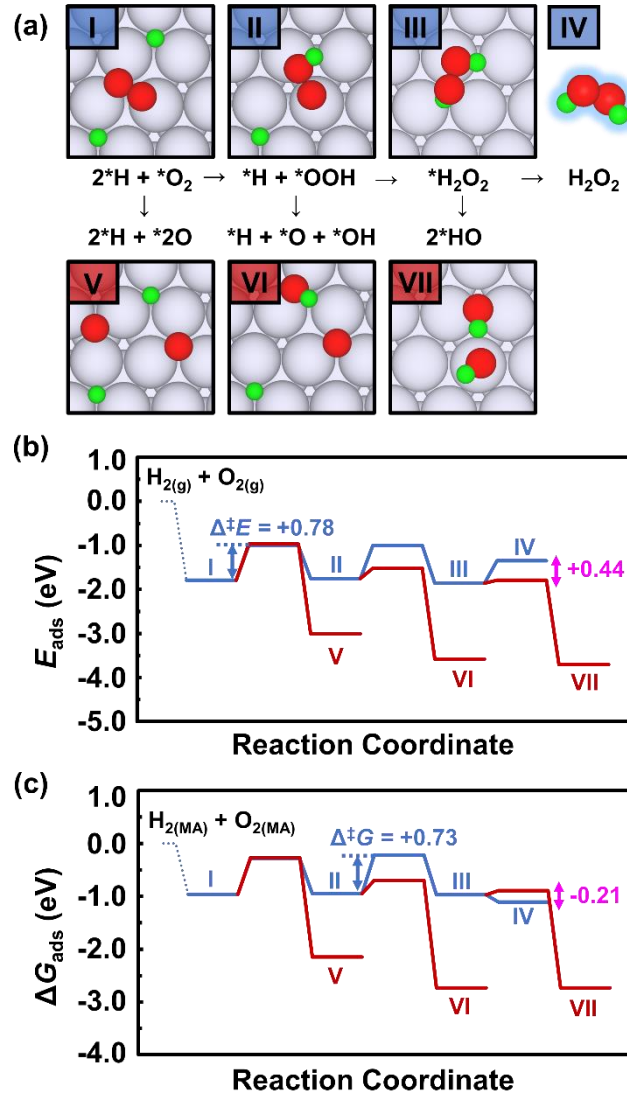 (a)
I II III IV
2*H + *O₂ → *H + *OOH → *H₂O₂ → H₂O₂
↓ ↓ ↓
2*H + *2O *H + *O + *OH 2*HO
V VI VII
(b)
1.0
0.0
-1.0
-2.0
-3.0
-4.0
-5.0
E_ads (eV)
H₂(g) + O₂(g)
Δ‡E = +0.78
I II III IV
+0.44
V VI VII
Reaction Coordinate
(c)
1.0
0.0
-1.0
-2.0
-3.0
-4.0
ΔG_ads (eV)
H₂(MA) + O₂(MA)
Δ‡G = +0.73
I II III IV
-0.21
V VI VII
Reaction Coordinate